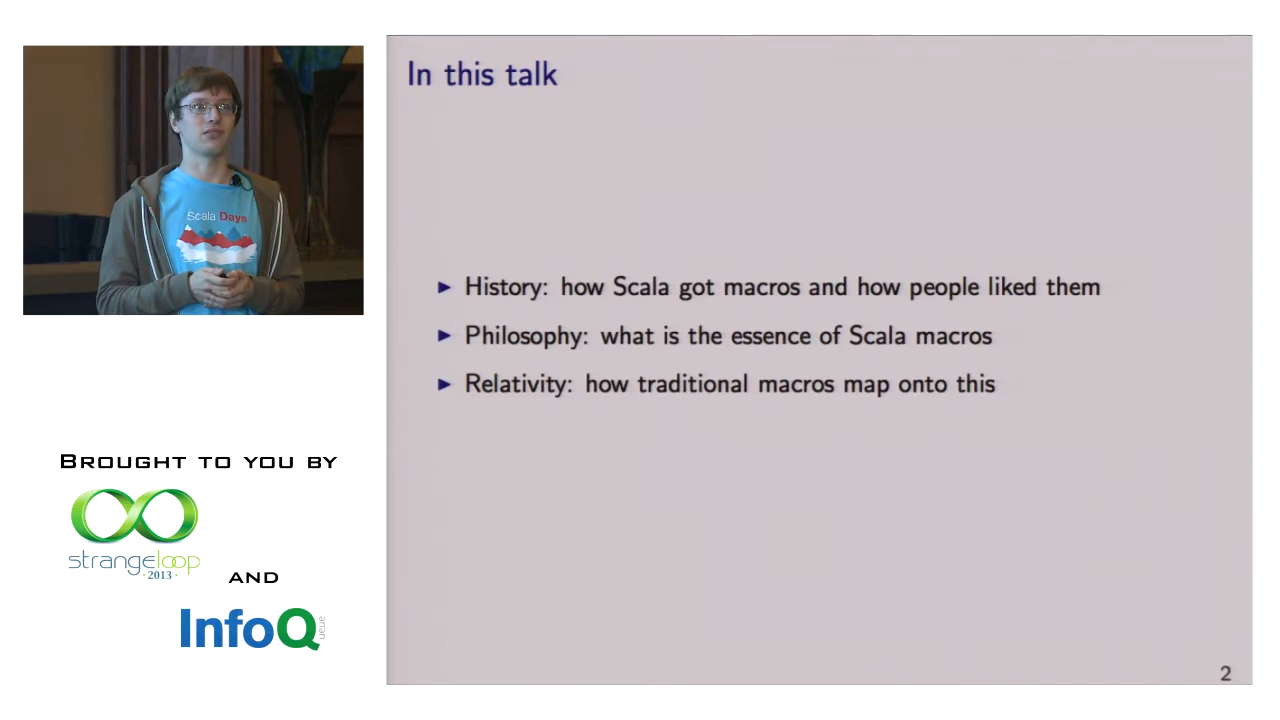 In this talk
Scala Days
▶ History: how Scala got macros and how people liked them
▶ Philosophy: what is the essence of Scala macros
▶ Relativity: how traditional macros map onto this
BROUGHT TO YOU BY
strangeloop
·2013·
AND
InfoQ
ueue
2